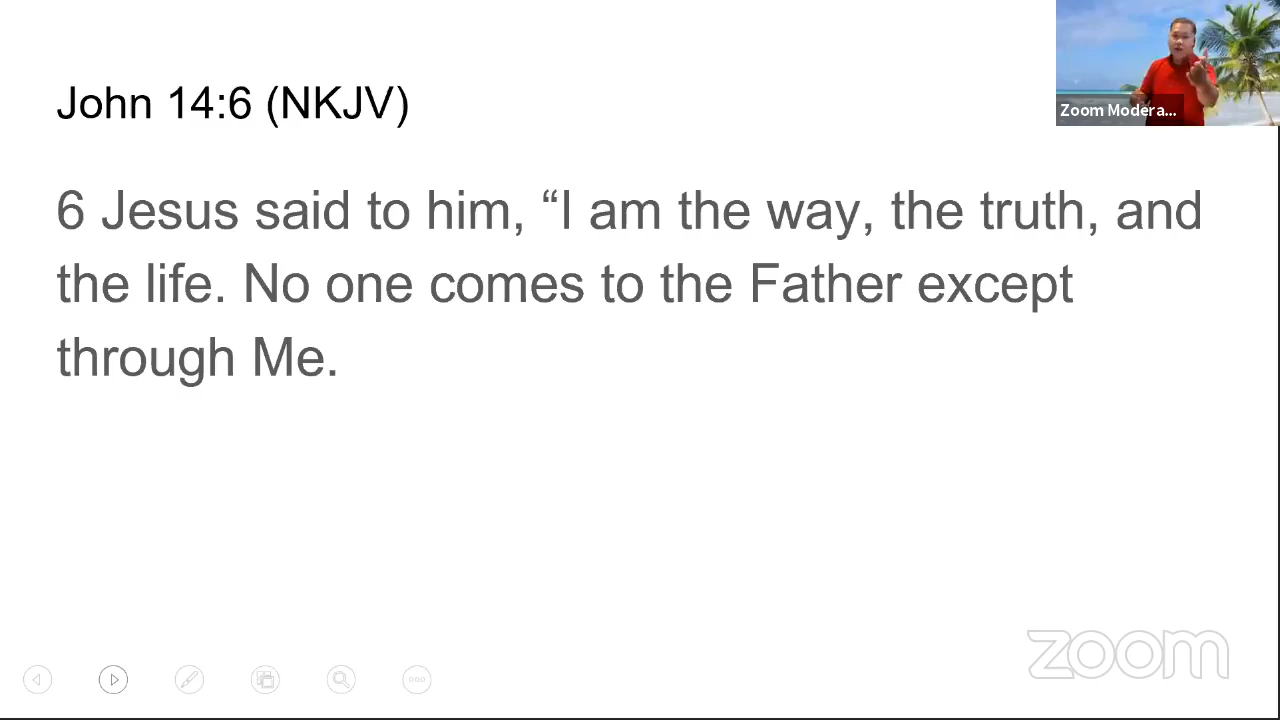 John 14:6 (NKJV)
Zoom Modera...
6 Jesus said to him, “I am the way, the truth, and
the life. No one comes to the Father except
through Me.
zoom